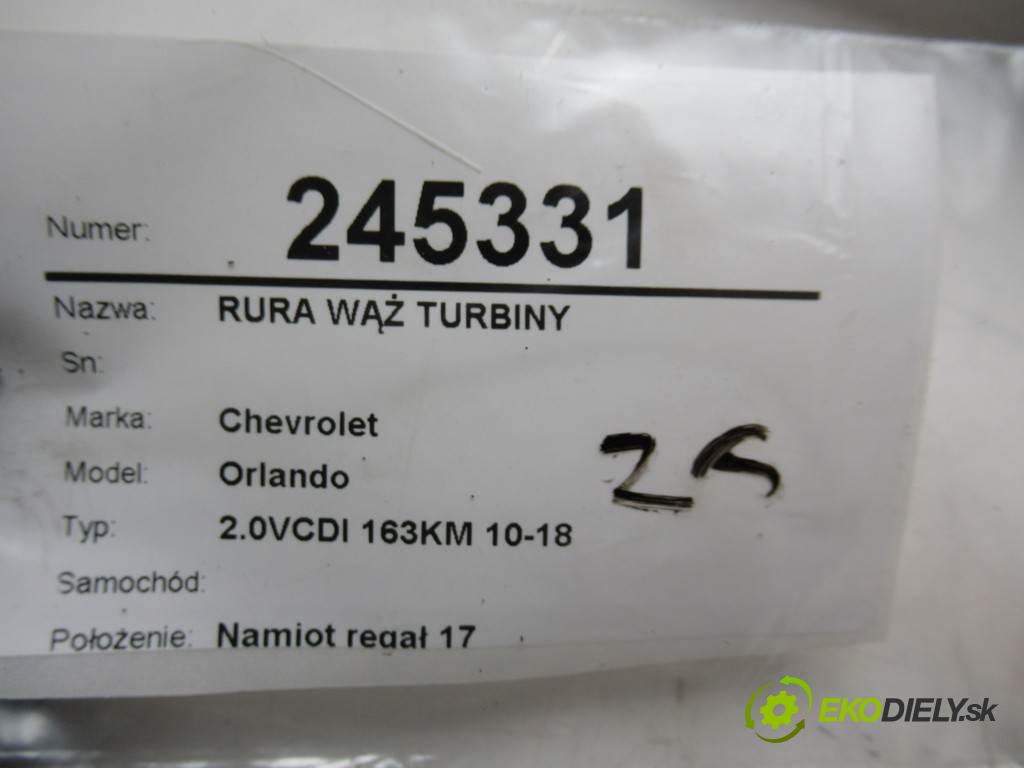 Numer: 245331
Nazwa: RURA WĄŻ TURBINY
Sn:
Marka: Chevrolet
Model: Orlando
Typ: 2.0VCDI 163KM 10-18
Samochód:
Położenie: Namiot regał 17
EKODIELY.sk